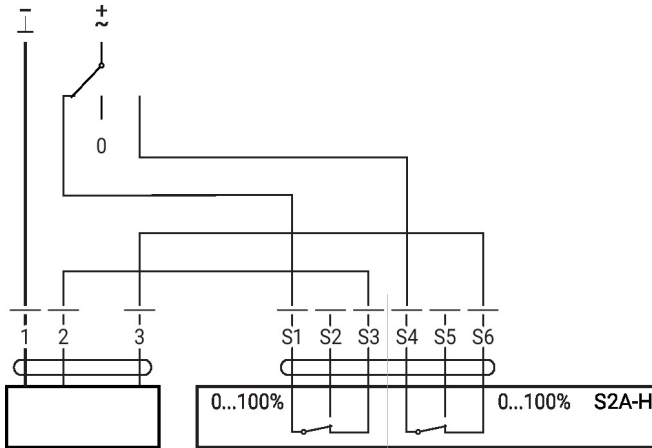 − +
⊥ ~
0
1 2 3 S1 S2 S3 S4 S5 S6
0...100% 0...100% S2A-H